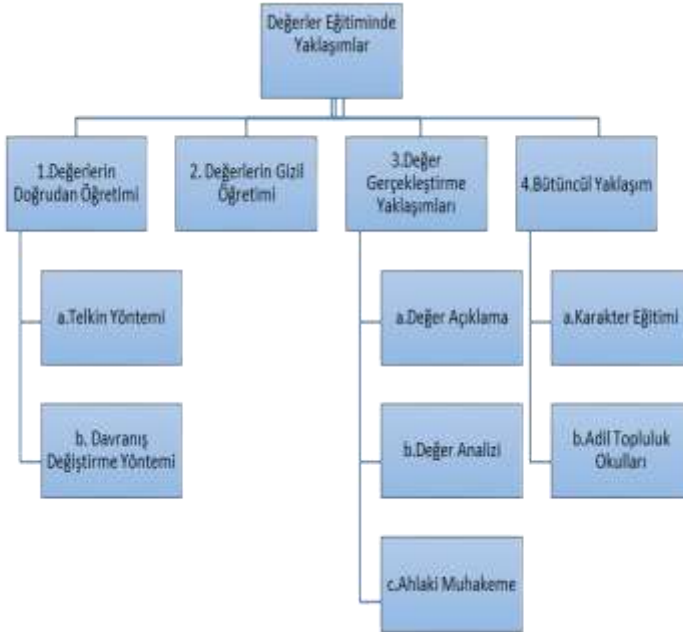 Değerler Eğitiminde
Yaklaşımlar
1.Değerlerin
Doğrudan Öğretimi
2. Değerlerin Gizil
Öğretimi
3.Değer
Gerçekleştirme
Yaklaşımları
4.Bütüncül Yaklaşım
a.Telkin Yöntemi
a.Değer Açıklama
a.Karakter Eğitimi
b. Davranış
Değiştirme Yöntemi
b.Değer Analizi
b.Adil Topluluk
Okulları
c.Ahlaki Muhakeme